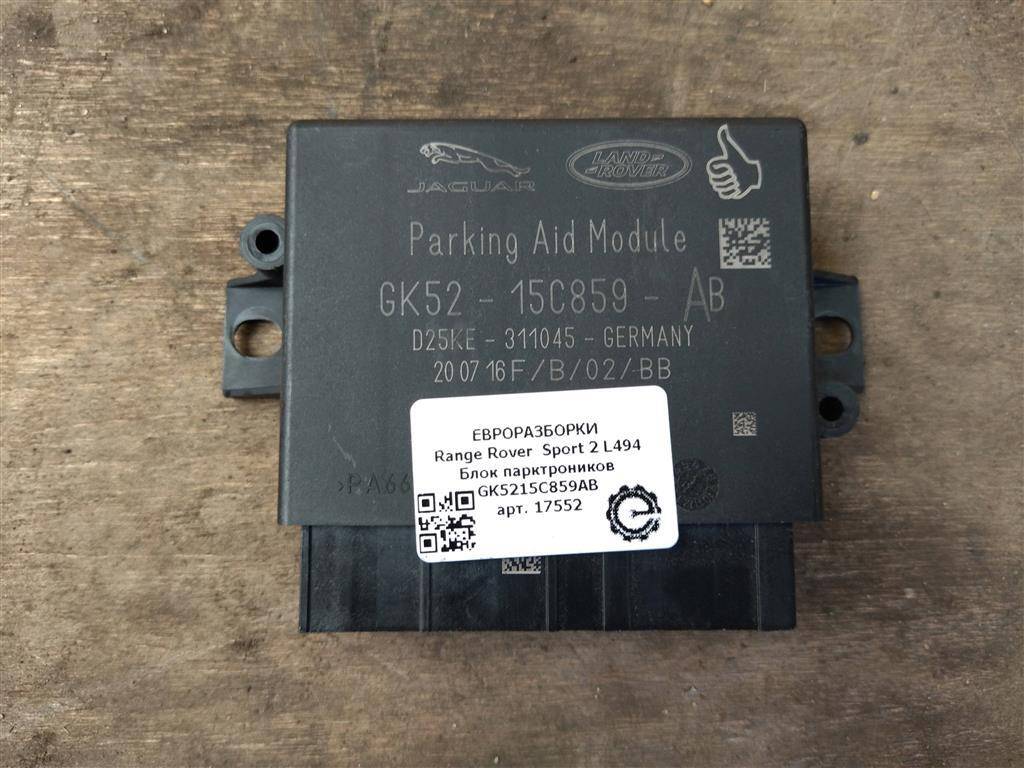 JAGUAR
LAND ROVER
Parking Aid Module
GK52 - 15C859 - AB
D25KE - 311045 - GERMANY
20 07 16 F/B/02/BB
>PA66
ЕВРОРАЗБОРКИ
Range Rover Sport 2 L494
Блок парктроников
GK5215C859AB
арт. 17552